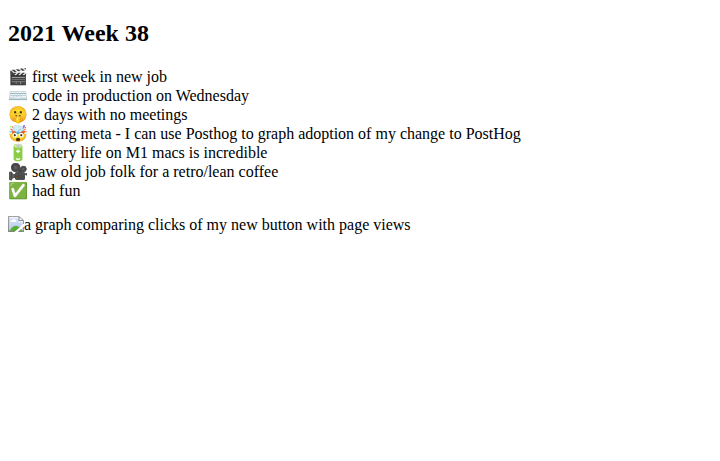 2021 Week 38
🎬 first week in new job
⌨️ code in production on Wednesday
🤫 2 days with no meetings
🤯 getting meta - I can use Posthog to graph adoption of my change to PostHog
🔋 battery life on M1 macs is incredible
🎥 saw old job folk for a retro/lean coffee
✅ had fun
a graph comparing clicks of my new button with page views